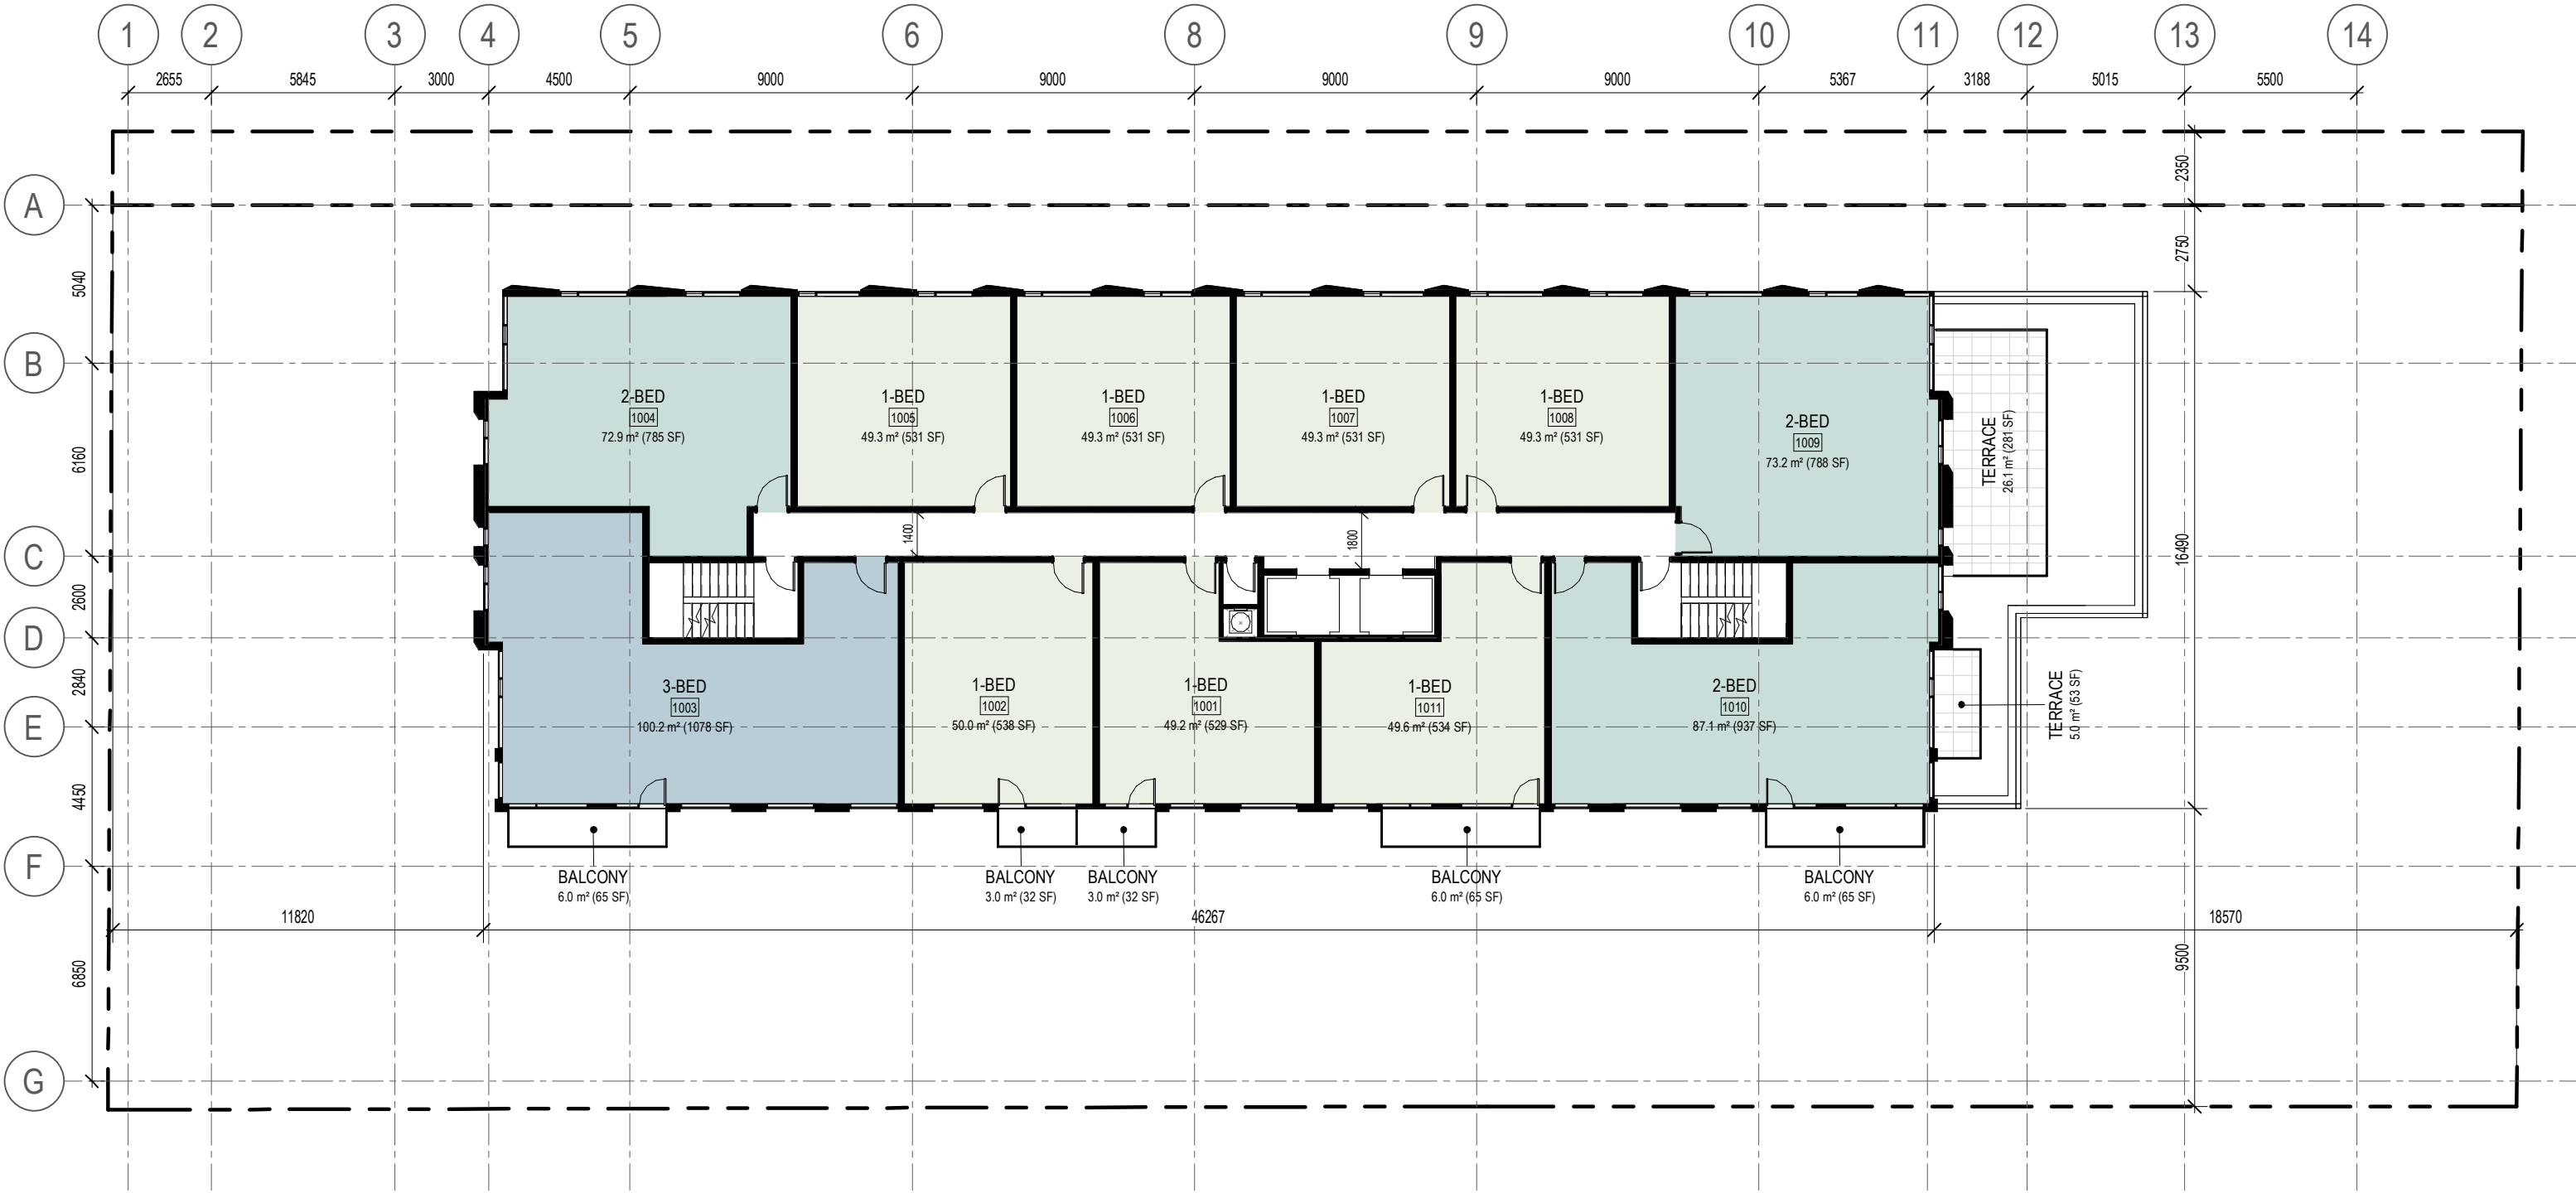 1 2 3 4 5 6 8 9 10 11 12 13 14
2655 5845 3000 4500 9000 9000 9000 9000 5367 3188 5015 5500
A
B
C
D
E
F
G
5040
6160
2600
2840
4450
6850
2350
2750
16490
9500
2-BED
1004
72.9 m² (785 SF)
1-BED
1005
49.3 m² (531 SF)
1-BED
1006
49.3 m² (531 SF)
1-BED
1007
49.3 m² (531 SF)
1-BED
1008
49.3 m² (531 SF)
2-BED
1009
73.2 m² (788 SF)
TERRACE
26.1 m² (281 SF)
1400
1800
3-BED
1003
100.2 m² (1078 SF)
1-BED
1002
50.0 m² (538 SF)
1-BED
1001
49.2 m² (529 SF)
1-BED
1011
49.6 m² (534 SF)
2-BED
1010
87.1 m² (937 SF)
TERRACE
5.0 m² (53 SF)
BALCONY
6.0 m² (65 SF)
BALCONY
3.0 m² (32 SF)
BALCONY
3.0 m² (32 SF)
BALCONY
6.0 m² (65 SF)
BALCONY
6.0 m² (65 SF)
11820 46267 18570